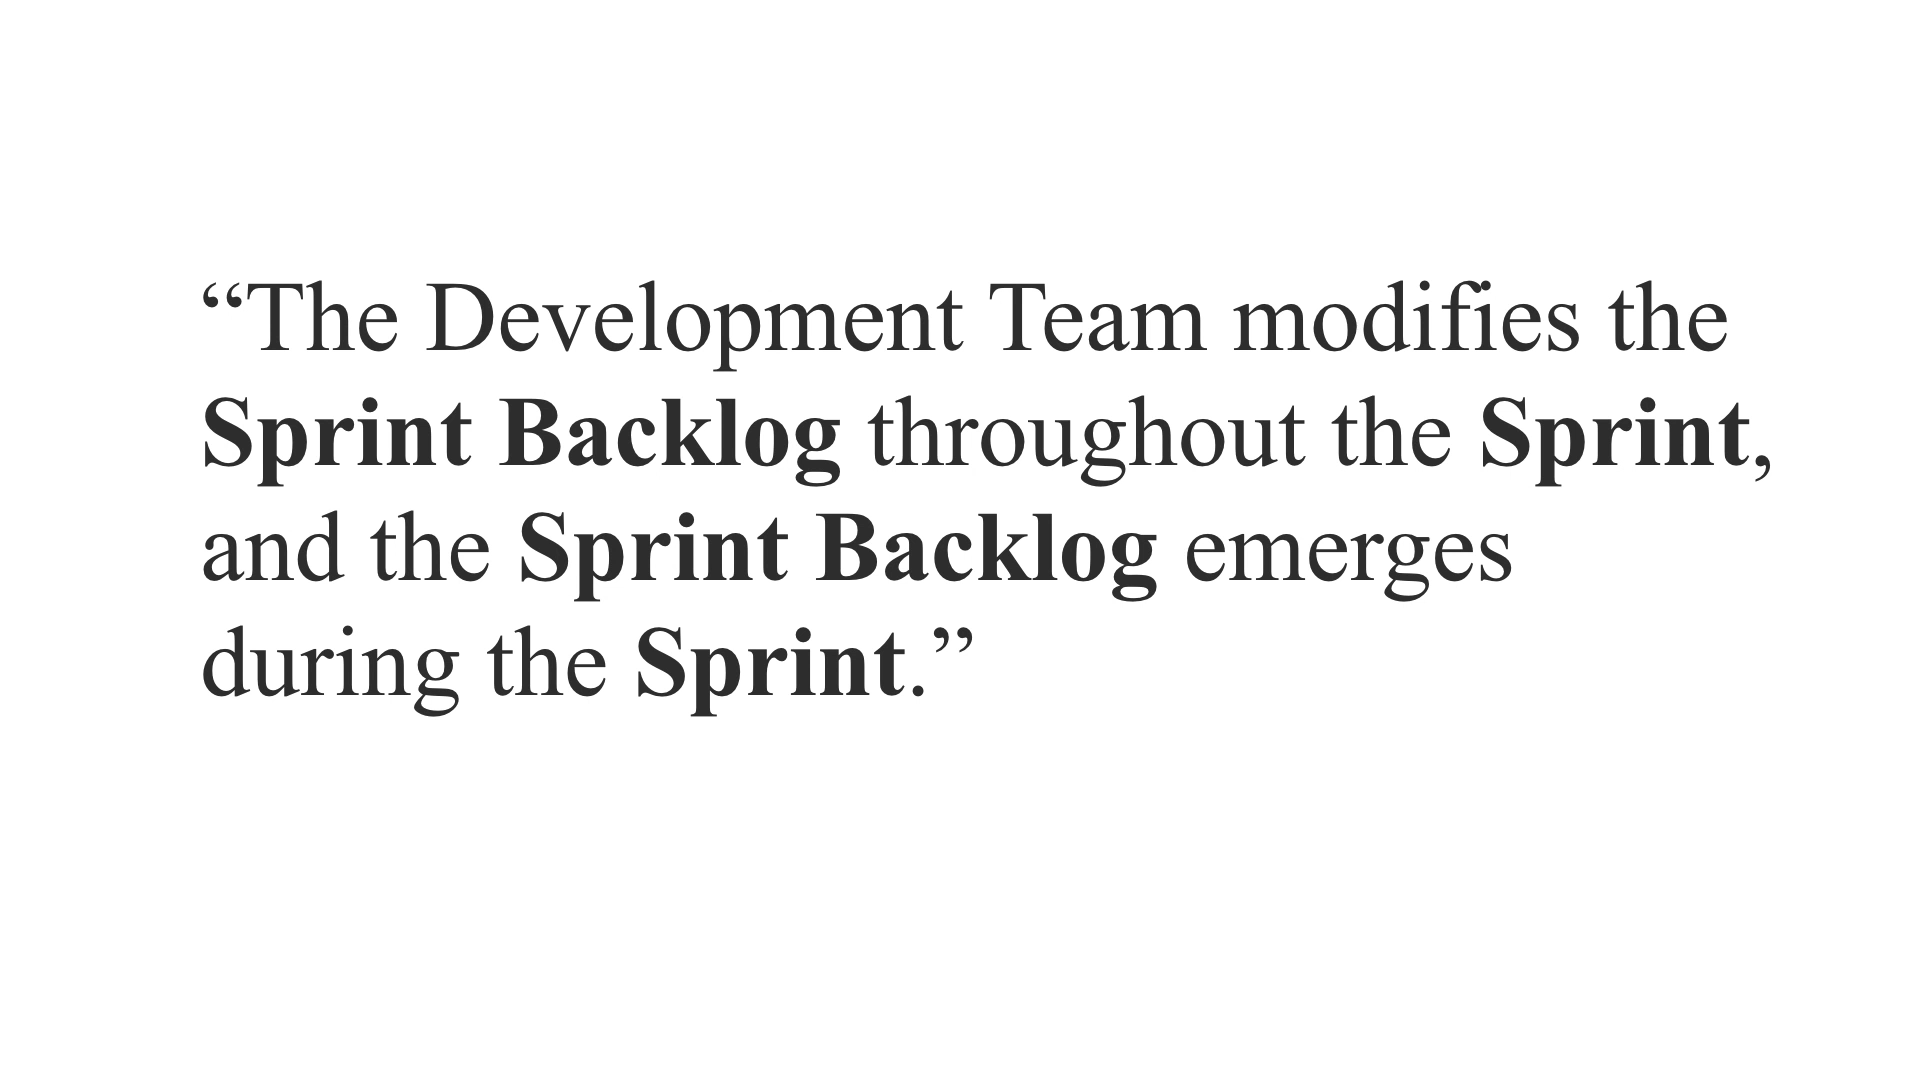 “The Development Team modifies the
Sprint Backlog throughout the Sprint,
and the Sprint Backlog emerges
during the Sprint.”